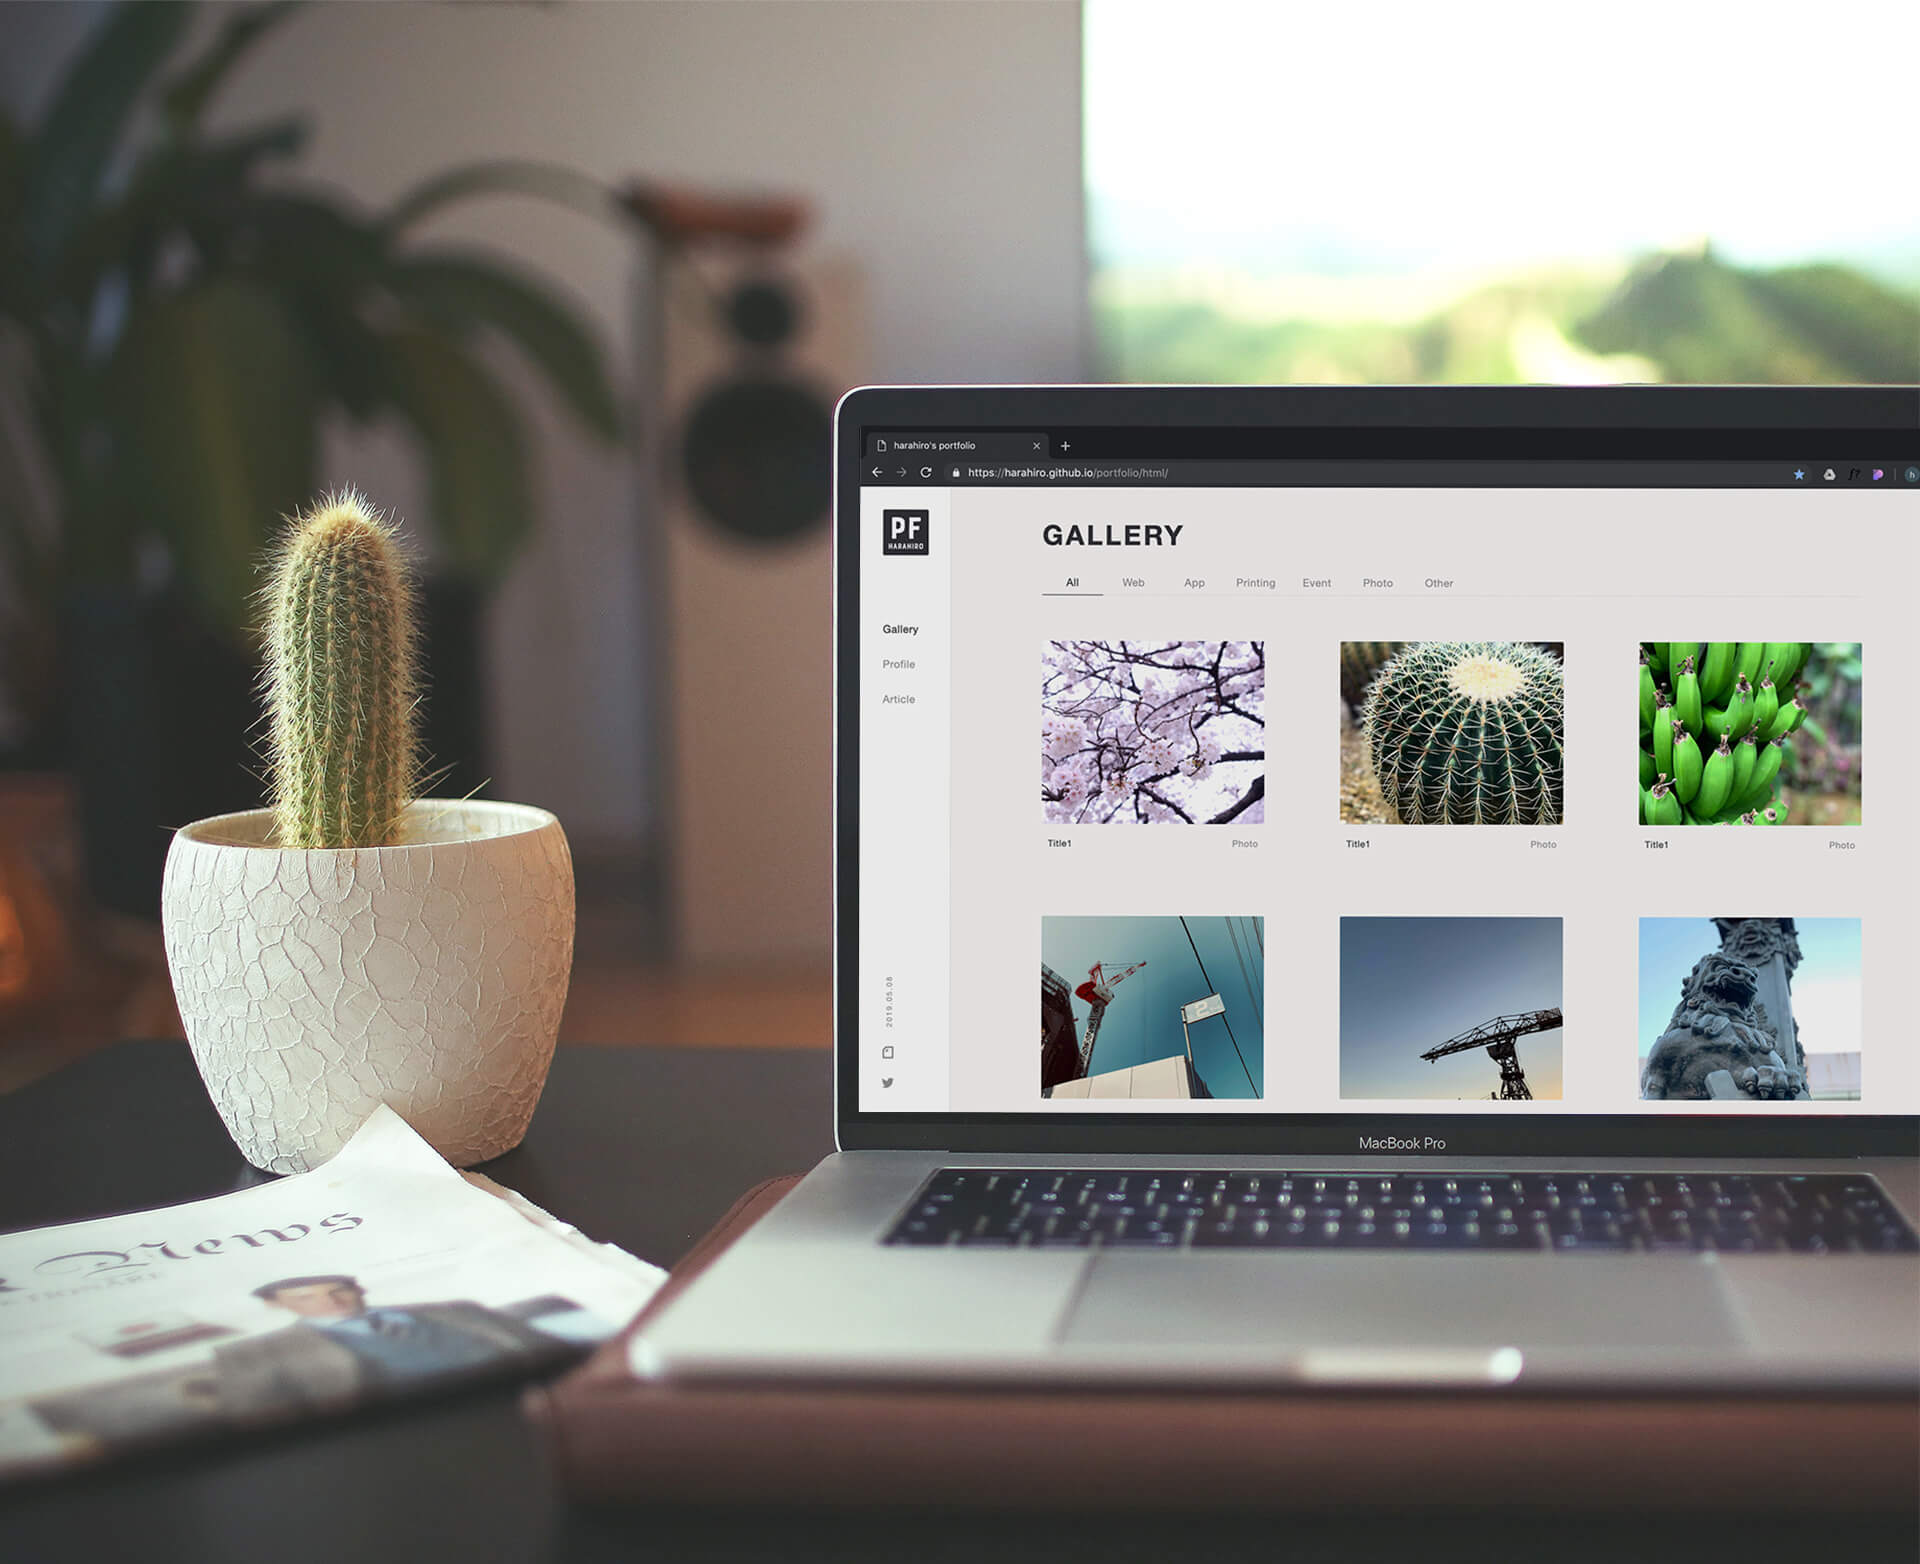 harahiro's portfolio
https://harahiro.github.io/portfolio/html/
PF
HARAHIRO
GALLERY
All Web App Printing Event Photo Other
Gallery
Profile
Article
Title1 Photo
Title1 Photo
Title1 Photo
2
2019.05.08
MacBook Pro
News